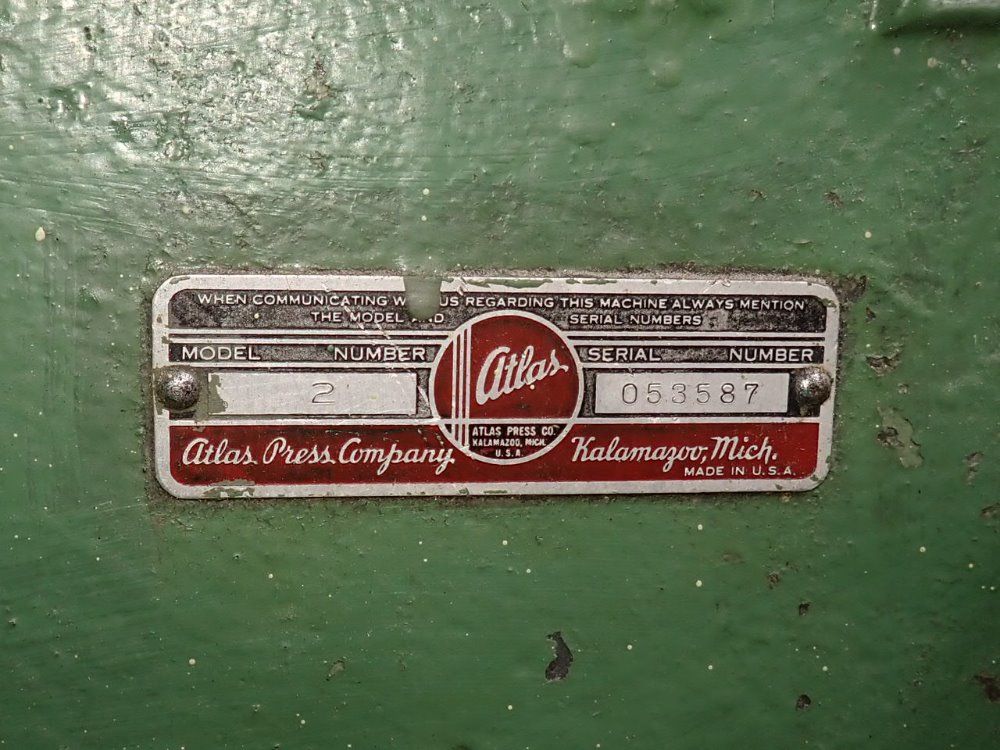 WHEN COMMUNICATING W US REGARDING THIS MACHINE ALWAYS MENTION
THE MODEL AND SERIAL NUMBERS
MODEL NUMBER SERIAL NUMBER
2 053587
Atlas
ATLAS PRESS CO.
KALAMAZOO, MICH.
U.S.A.
Atlas Press Company Kalamazoo, Mich.
MADE IN U.S.A.